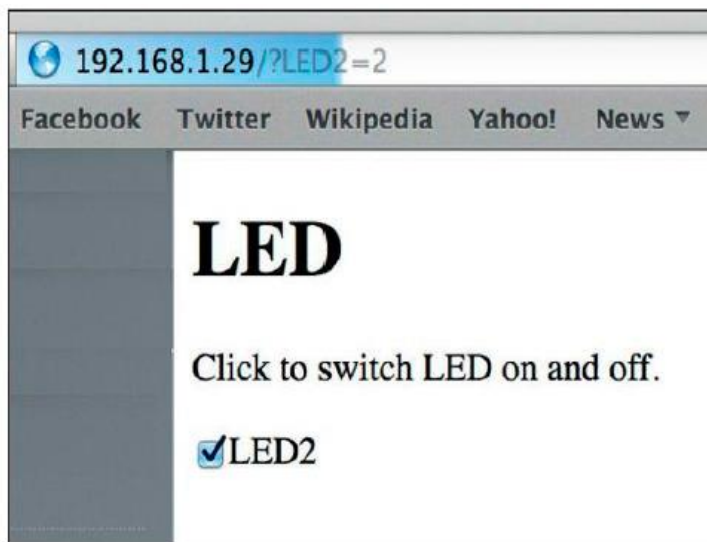 192.168.1.29/?LED2=2
Facebook Twitter Wikipedia Yahoo! News
LED
Click to switch LED on and off.
LED2